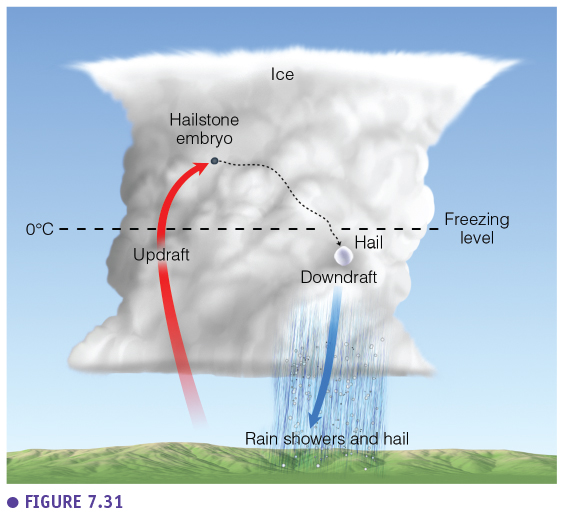 Ice
Hailstone
embryo
0°C
Freezing
level
Hail
Updraft
Downdraft
Rain showers and hail
● FIGURE 7.31